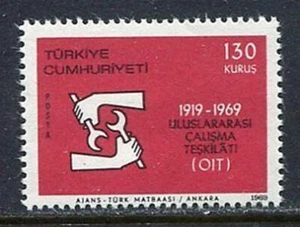 TÜRKİYE
CUMHURİYETİ
130
KURUŞ
POSTA
1919-1969
ULUSLARARASI
ÇALIŞMA
TEŞKİLÂTI
(OIT)
AJANS-TÜRK MATBAASI / ANKARA
1969